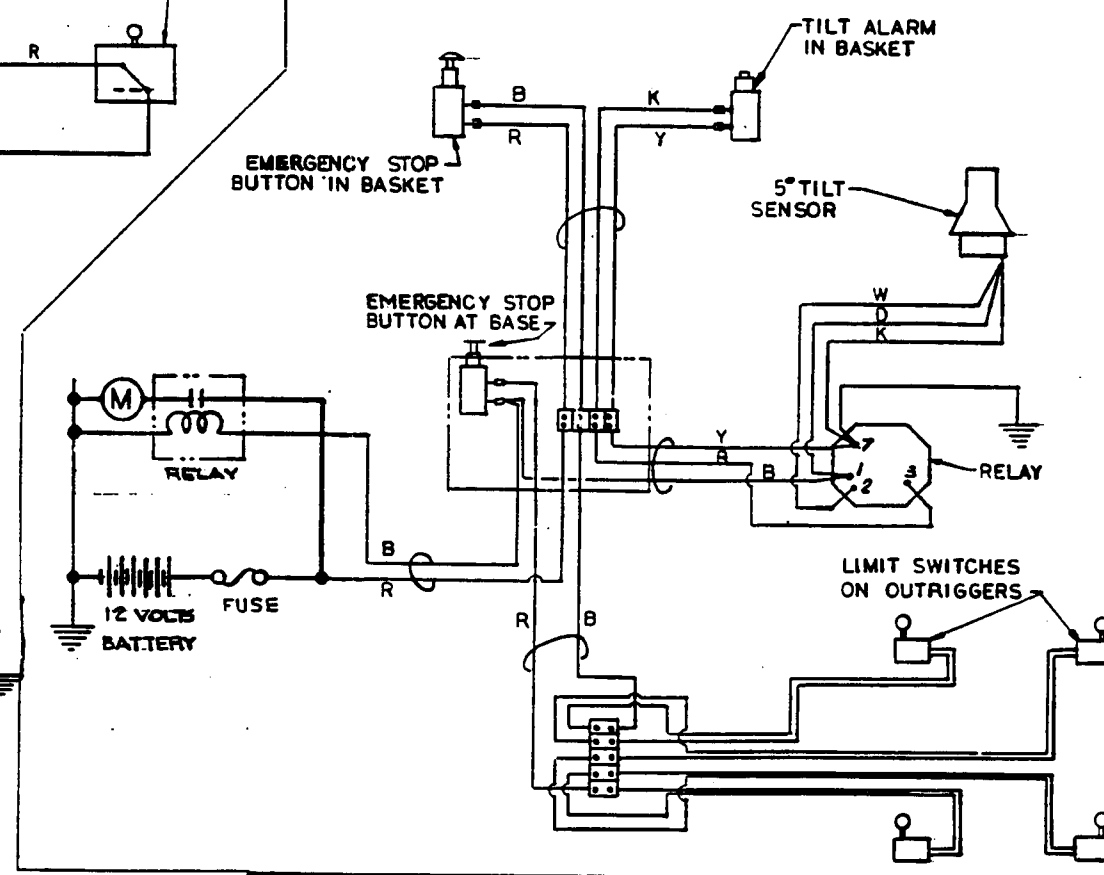 TILT ALARM
IN BASKET
R
B
K
R
Y
EMERGENCY STOP
BUTTON IN BASKET
5° TILT
SENSOR
W
D
K
EMERGENCY STOP
BUTTON AT BASE
M
RELAY
Y
B
7
1
2
3
RELAY
B
R
12 VOLTS
BATTERY
FUSE
LIMIT SWITCHES
ON OUTRIGGERS
R
B